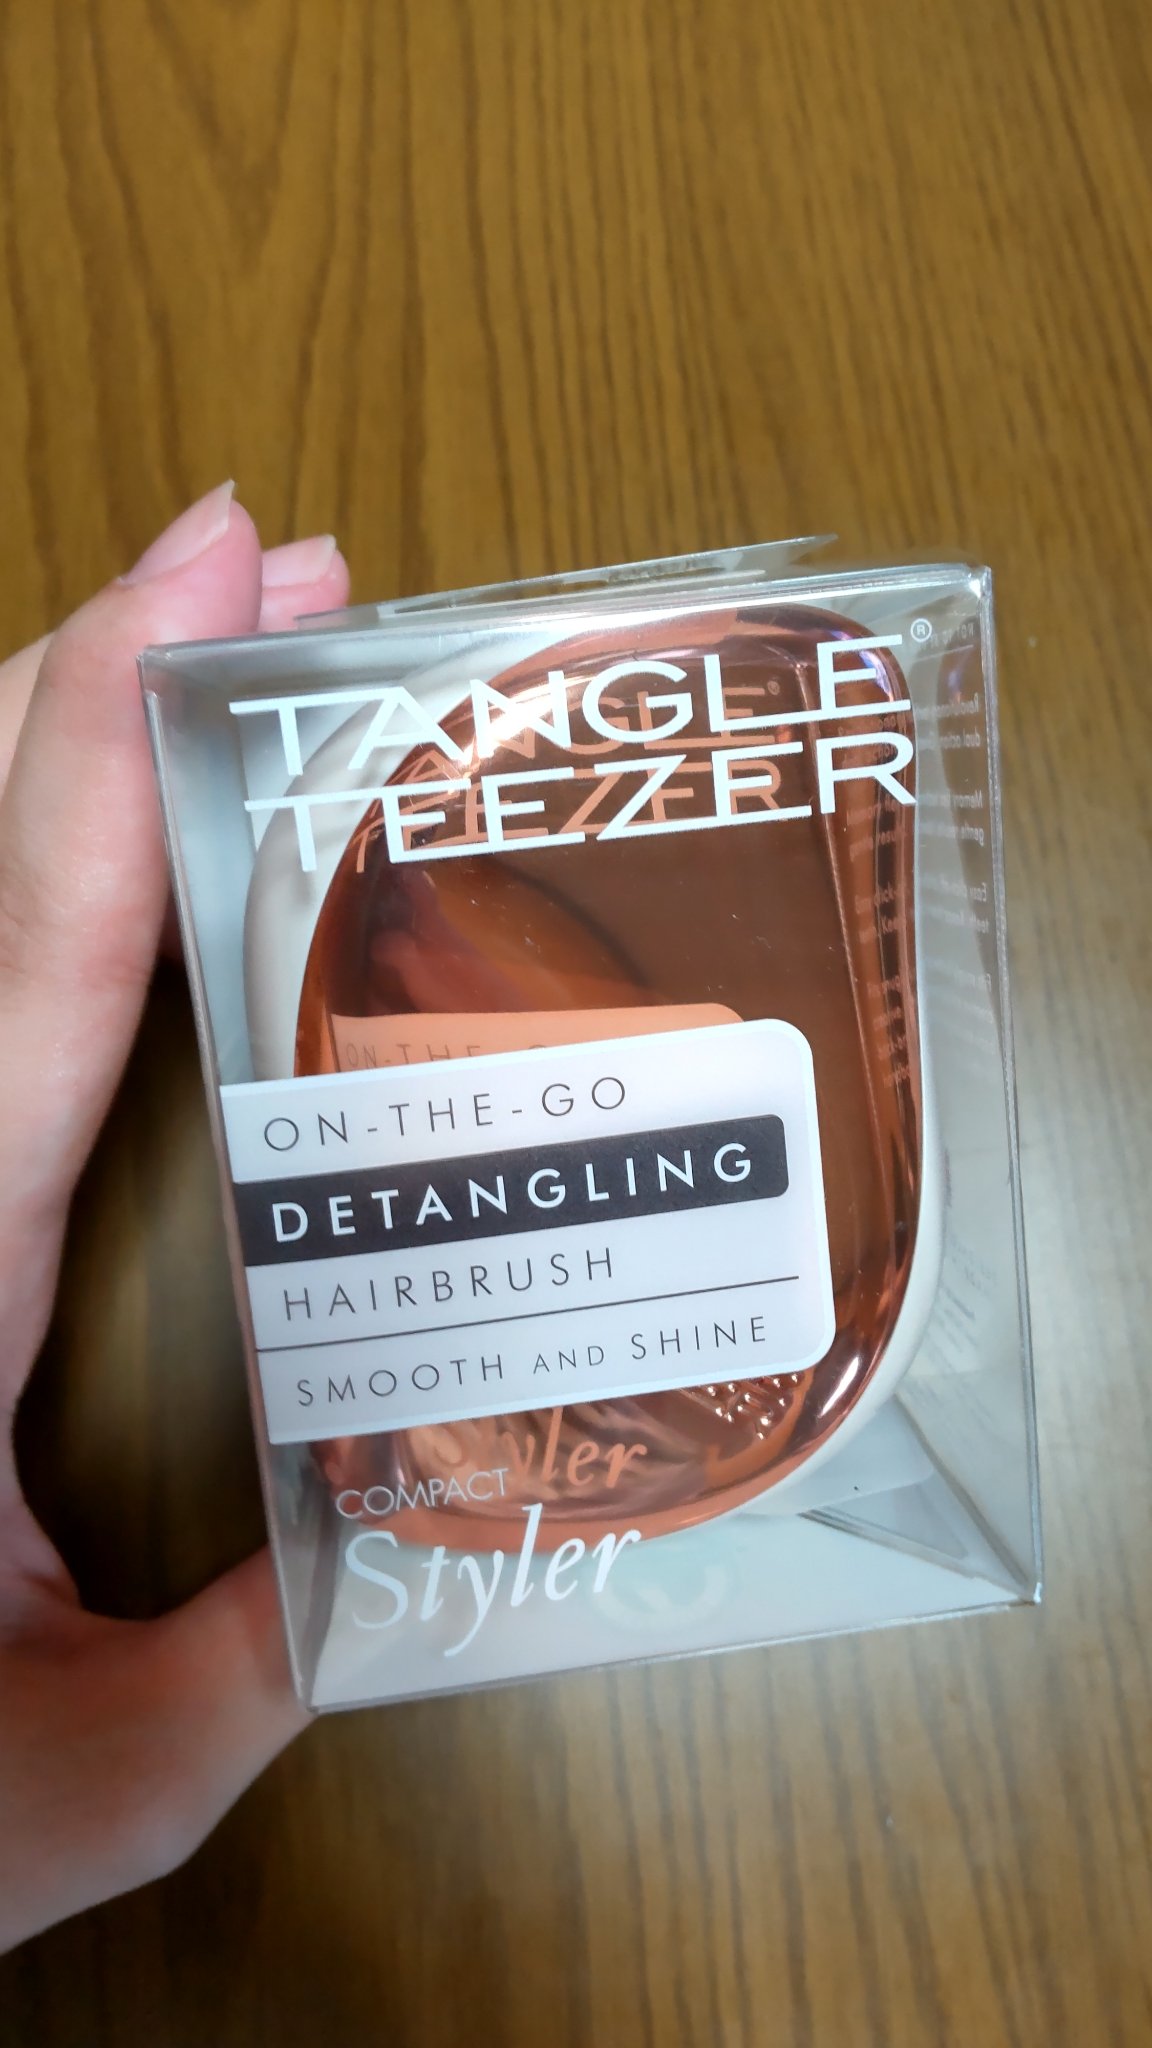 TANGLE
TEEZER®
ON-THE-GO
DETANGLING
HAIRBRUSH
SMOOTH AND SHINE
COMPACT
Styler